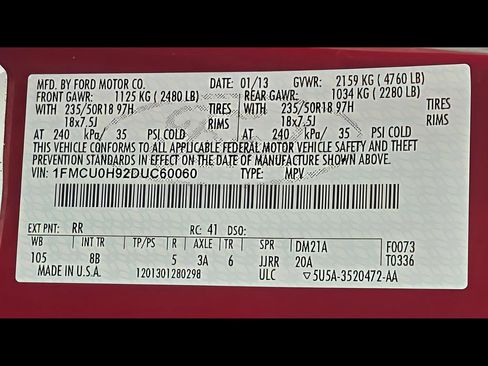 MFD. BY FORD MOTOR CO. DATE: 01/13 GVWR: 2159 KG ( 4760 LB)
FRONT GAWR: 1125 KG ( 2480 LB) REAR GAWR: 1034 KG ( 2280 LB)
WITH 235/50R18 97H TIRES WITH 235/50R18 97H TIRES
18x7.5J RIMS 18x7.5J RIMS
AT 240 kPa/ 35 PSI COLD AT 240 kPa/ 35 PSI COLD
THIS VEHICLE CONFORMS TO ALL APPLICABLE FEDERAL MOTOR VEHICLE SAFETY AND THEFT
PREVENTION STANDARDS IN EFFECT ON THE DATE OF MANUFACTURE SHOWN ABOVE.
VIN: 1FMCU0H92DUC60060 TYPE: MPV
EXT PNT: RR RC: 41 DSO:
WB INT TR TP/PS R AXLE TR SPR DM21A F0073
105 8B 5 3A 6 JJRR 20A T0336
MADE IN U.S.A. 1201301280298 ULC ▽5U5A-3520472-AA